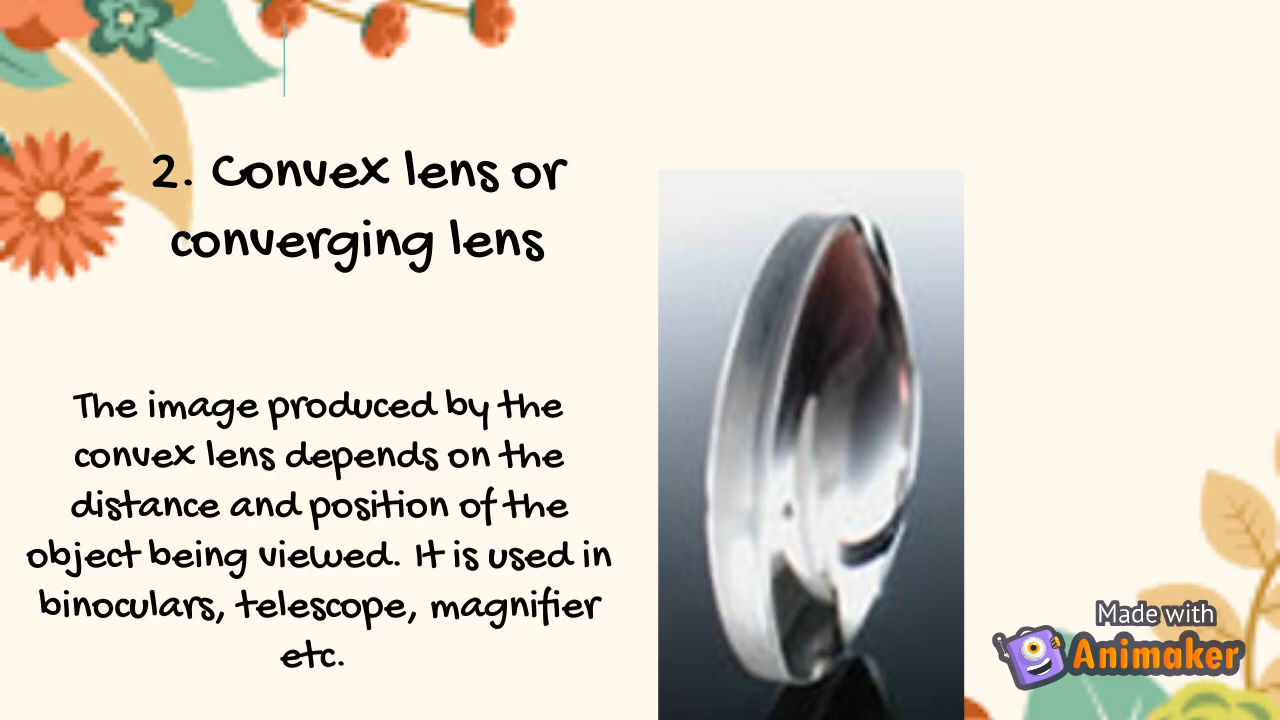 2. Convex lens or
converging lens
The image produced by the
convex lens depends on the
distance and position of the
object being viewed. It is used in
binoculars, telescope, magnifier
etc.
Made with
Animaker